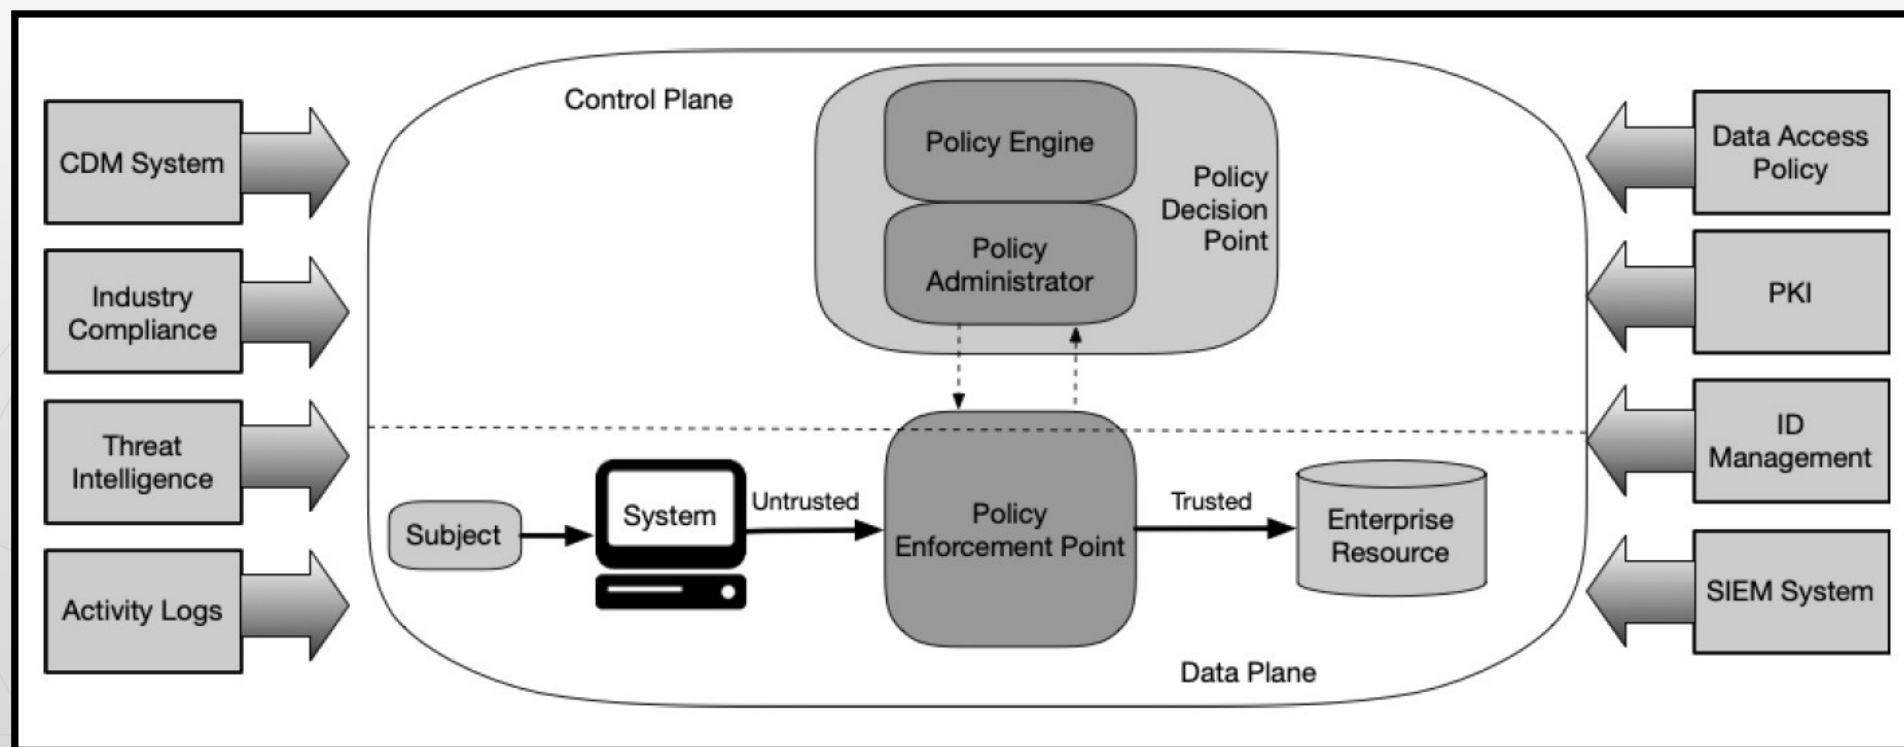 Control Plane
Policy Engine
Policy
Administrator
Policy
Decision
Point
CDM System
Industry
Compliance
Threat
Intelligence
Activity Logs
Subject
System
Untrusted
Policy
Enforcement Point
Trusted
Enterprise
Resource
Data Plane
Data Access
Policy
PKI
ID
Management
SIEM System